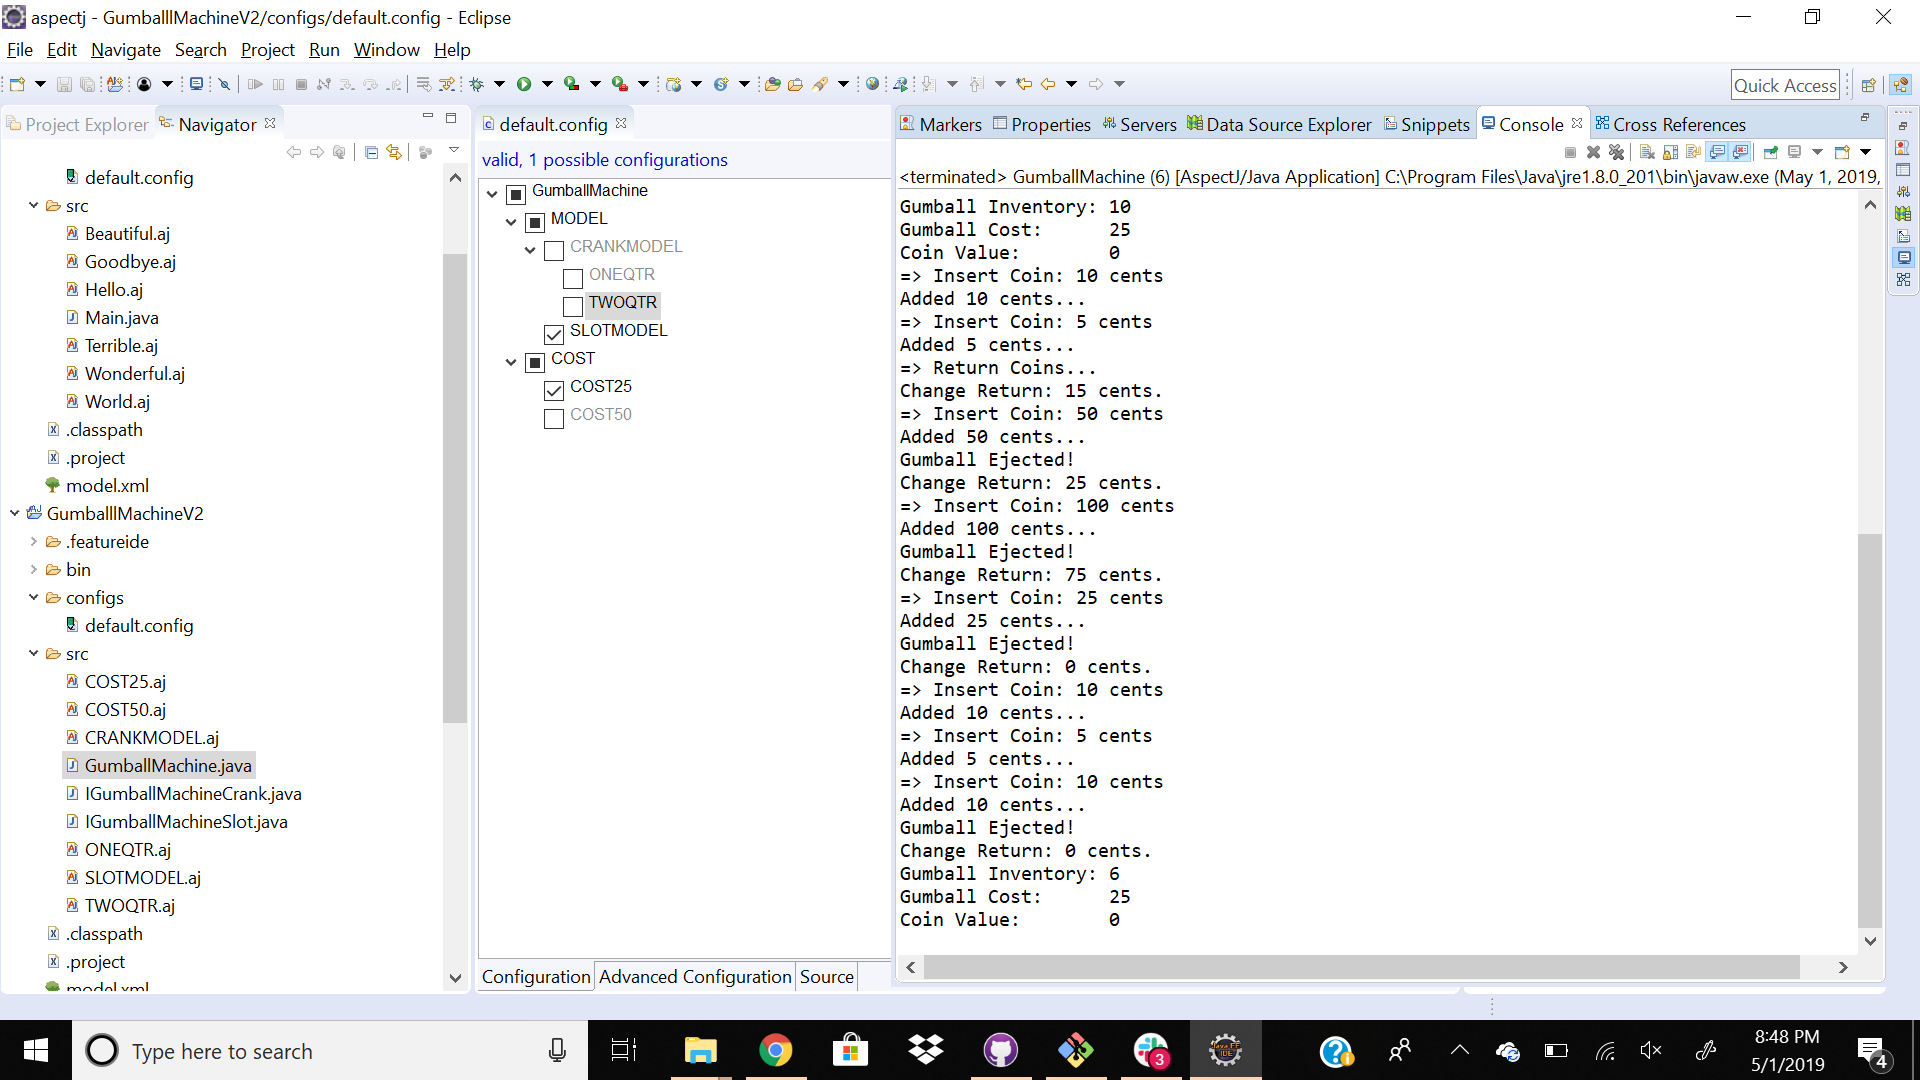 aspectj - GumballlMachineV2/configs/default.config - Eclipse
File Edit Navigate Search Project Run Window Help
Quick Access
Project Explorer
Navigator
default.config
src
Beautiful.aj
Goodbye.aj
Hello.aj
Main.java
Terrible.aj
Wonderful.aj
World.aj
.classpath
.project
model.xml
GumballlMachineV2
.featureide
bin
configs
default.config
src
COST25.aj
COST50.aj
CRANKMODEL.aj
GumballMachine.java
IGumballMachineCrank.java
IGumballMachineSlot.java
ONEQTR.aj
SLOTMODEL.aj
TWOQTR.aj
.classpath
.project
model.xml
default.config
valid, 1 possible configurations
GumballMachine
MODEL
CRANKMODEL
ONEQTR
TWOQTR
SLOTMODEL
COST
COST25
COST50
Configuration Advanced Configuration Source
Markers Properties Servers Data Source Explorer Snippets Console Cross References
<terminated> GumballMachine (6) [AspectJ/Java Application] C:\Program Files\Java\jre1.8.0_201\bin\javaw.exe (May 1, 2019,
Gumball Inventory: 10
Gumball Cost: 25
Coin Value: 0
=> Insert Coin: 10 cents
Added 10 cents...
=> Insert Coin: 5 cents
Added 5 cents...
=> Return Coins...
Change Return: 15 cents.
=> Insert Coin: 50 cents
Added 50 cents...
Gumball Ejected!
Change Return: 25 cents.
=> Insert Coin: 100 cents
Added 100 cents...
Gumball Ejected!
Change Return: 75 cents.
=> Insert Coin: 25 cents
Added 25 cents...
Gumball Ejected!
Change Return: 0 cents.
=> Insert Coin: 10 cents
Added 10 cents...
=> Insert Coin: 5 cents
Added 5 cents...
=> Insert Coin: 10 cents
Added 10 cents...
Gumball Ejected!
Change Return: 0 cents.
Gumball Inventory: 6
Gumball Cost: 25
Coin Value: 0
Type here to search
3
8:48 PM
5/1/2019
4